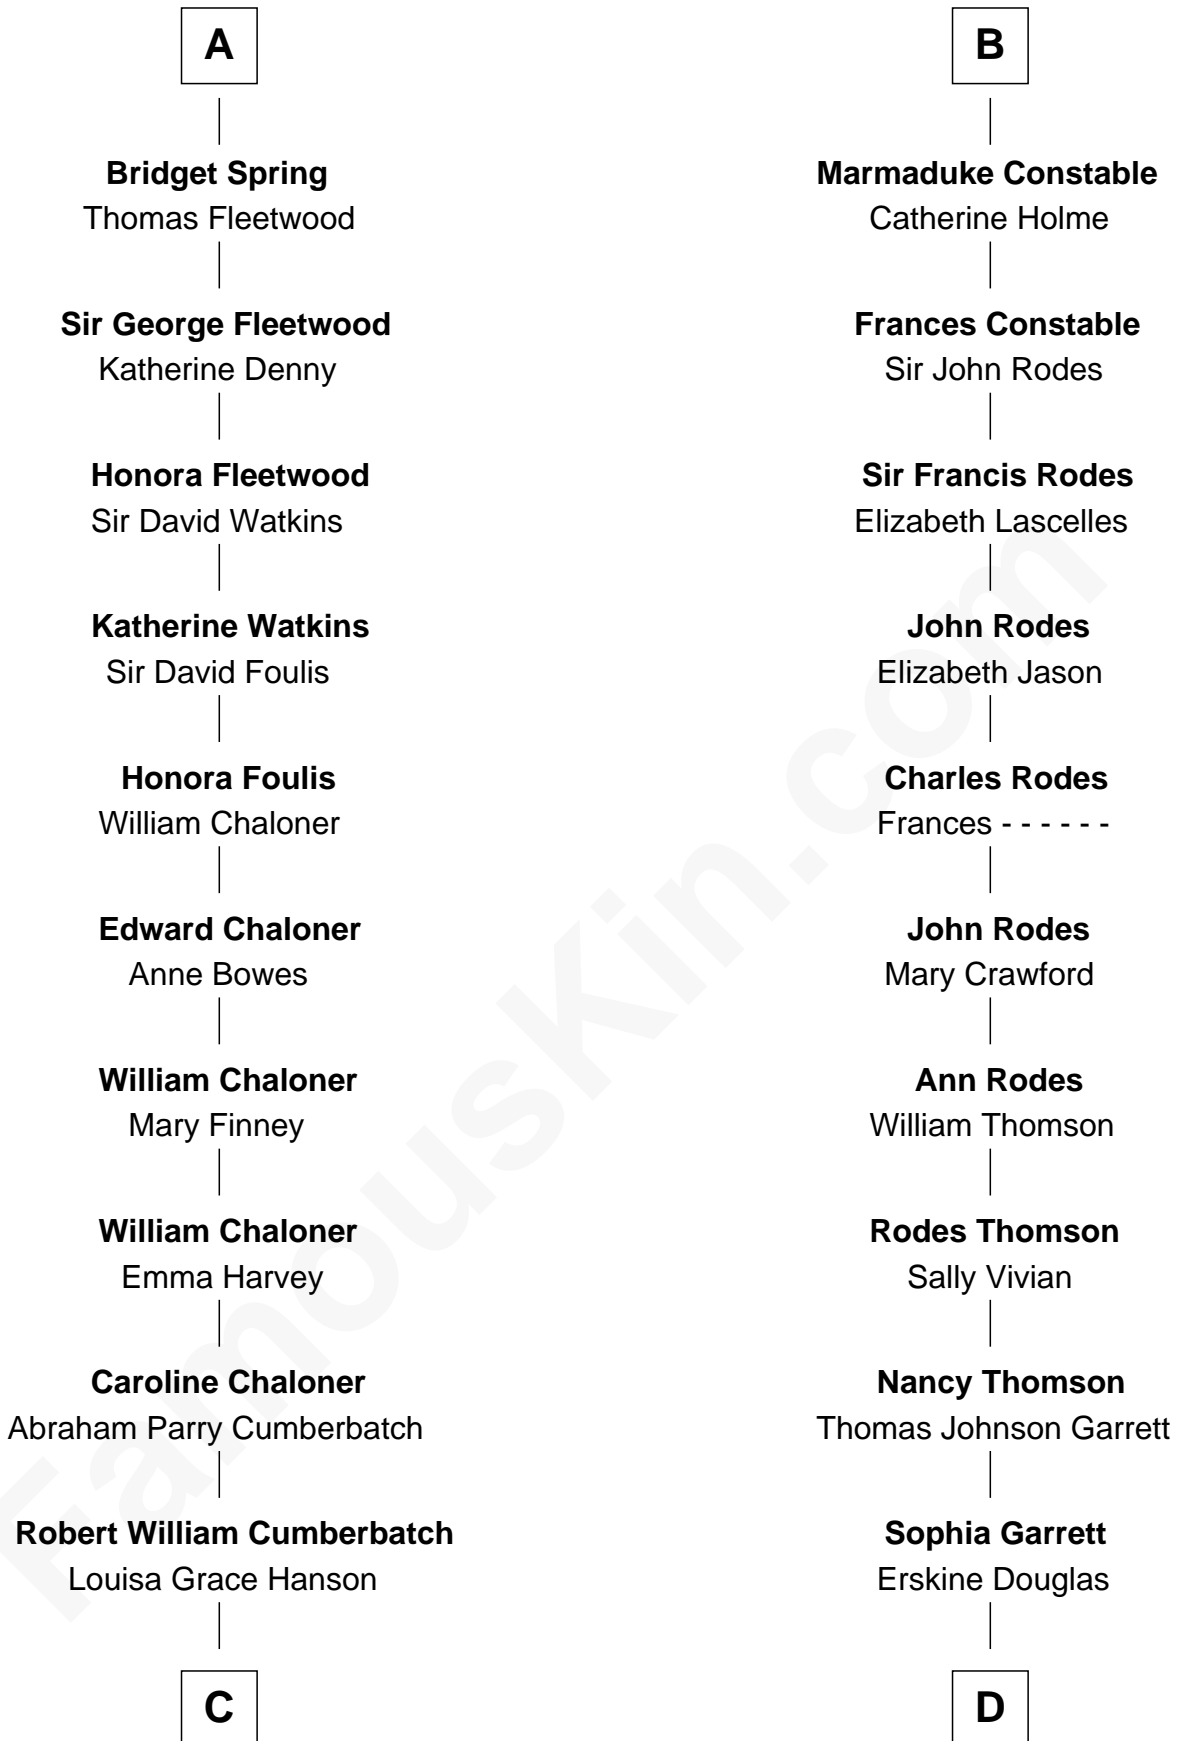 A
Bridget Spring
Thomas Fleetwood
Sir George Fleetwood
Katherine Denny
Honora Fleetwood
Sir David Watkins
Katherine Watkins
Sir David Foulis
Honora Foulis
William Chaloner
Edward Chaloner
Anne Bowes
William Chaloner
Mary Finney
William Chaloner
Emma Harvey
Caroline Chaloner
Abraham Parry Cumberbatch
Robert William Cumberbatch
Louisa Grace Hanson
C
B
Marmaduke Constable
Catherine Holme
Frances Constable
Sir John Rodes
Sir Francis Rodes
Elizabeth Lascelles
John Rodes
Elizabeth Jason
Charles Rodes
Frances - - - - - -
John Rodes
Mary Crawford
Ann Rodes
William Thomson
Rodes Thomson
Sally Vivian
Nancy Thomson
Thomas Johnson Garrett
Sophia Garrett
Erskine Douglas
D
FamousKin.com